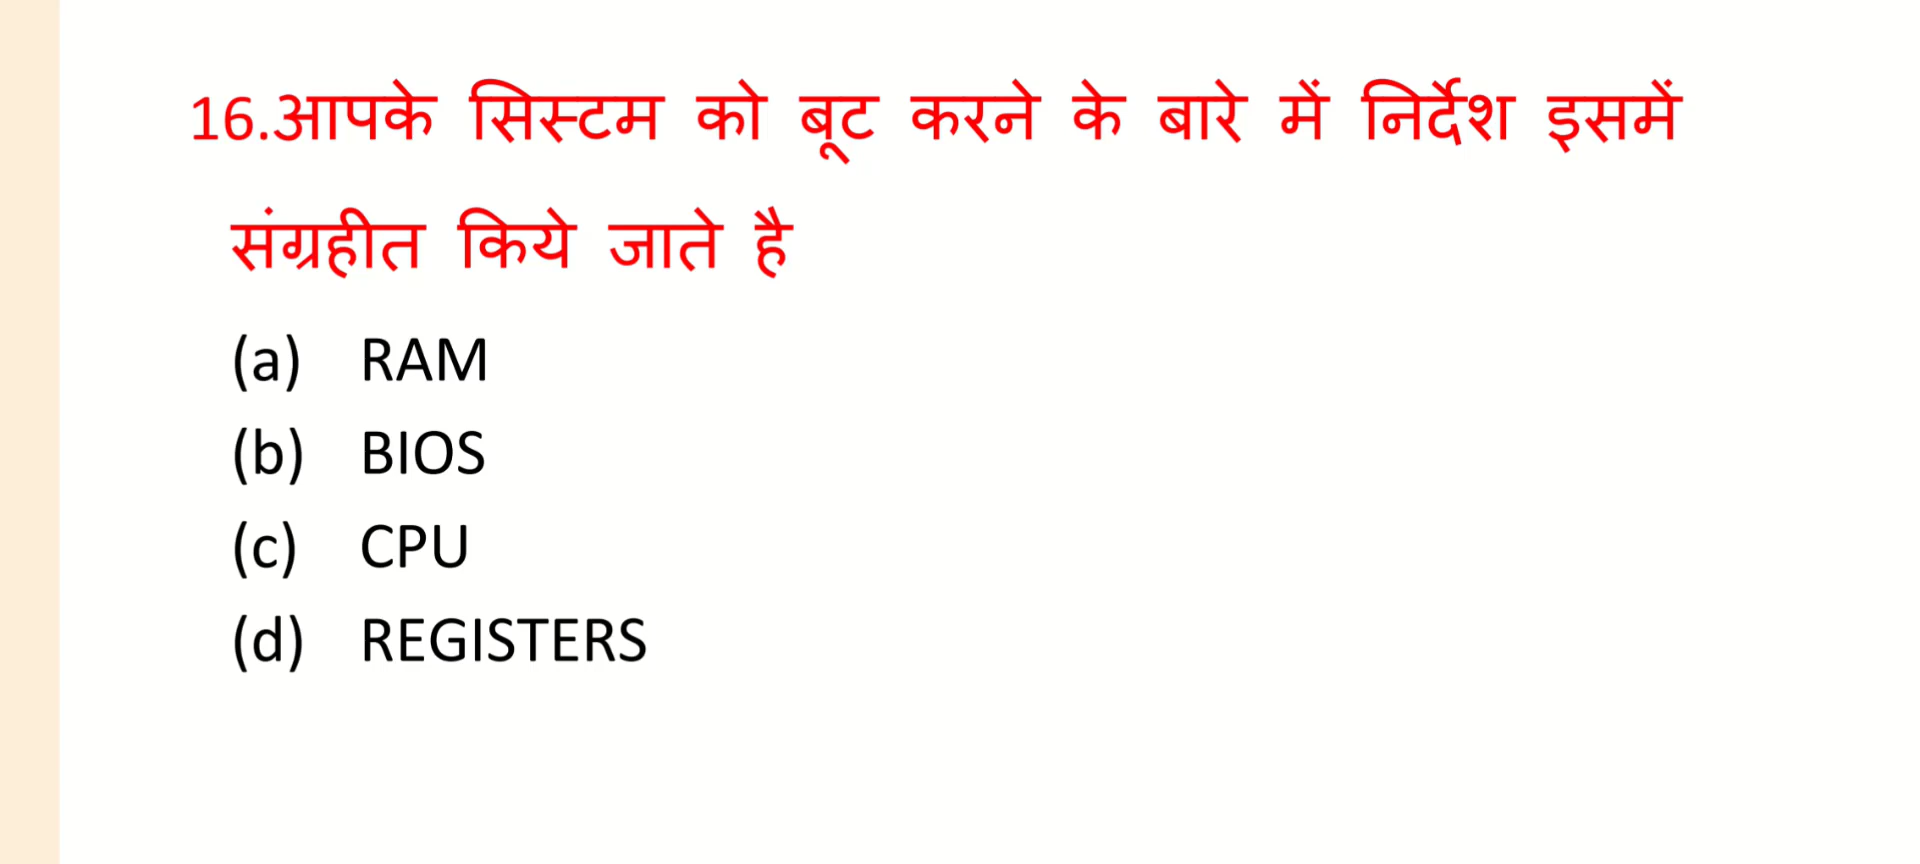 16.आपके सिस्टम को बूट करने के बारे में निर्देश इसमें
संग्रहीत किये जाते है
(a) RAM
(b) BIOS
(c) CPU
(d) REGISTERS